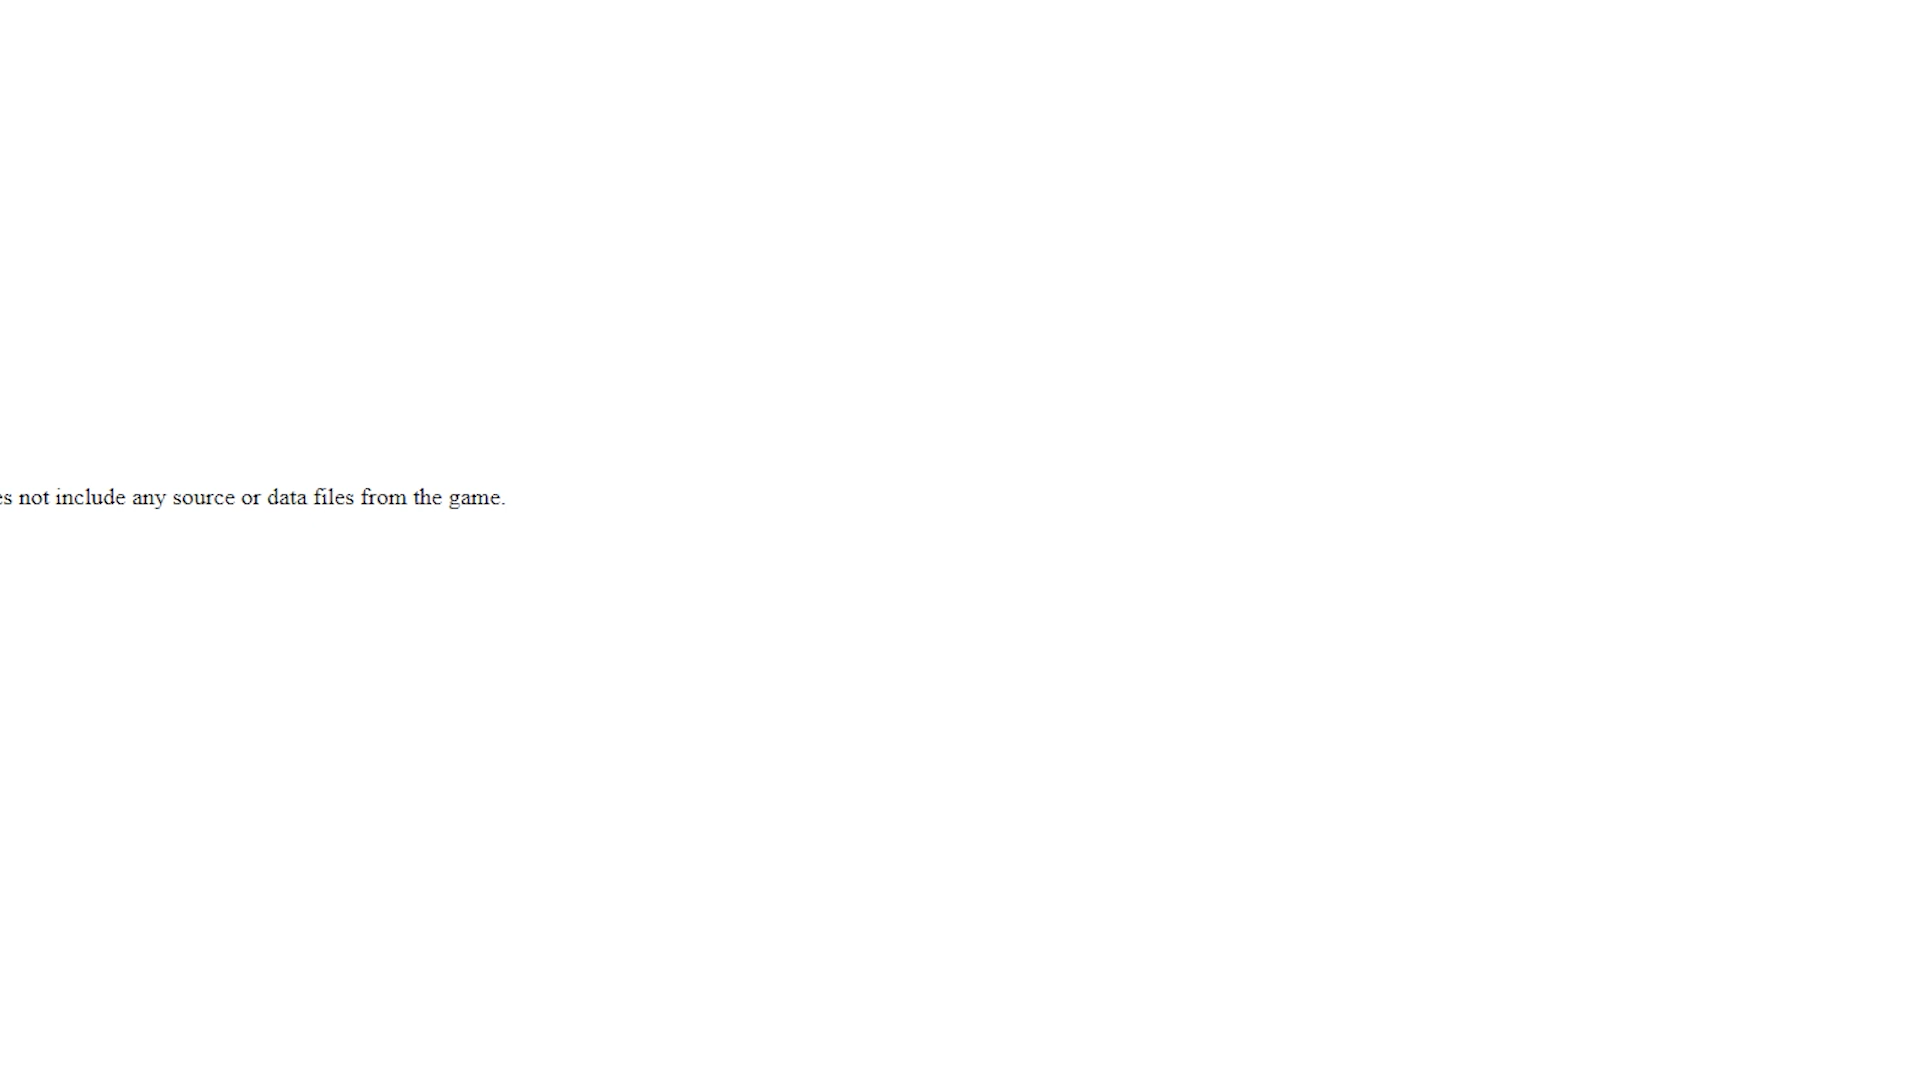 es not include any source or data files from the game.